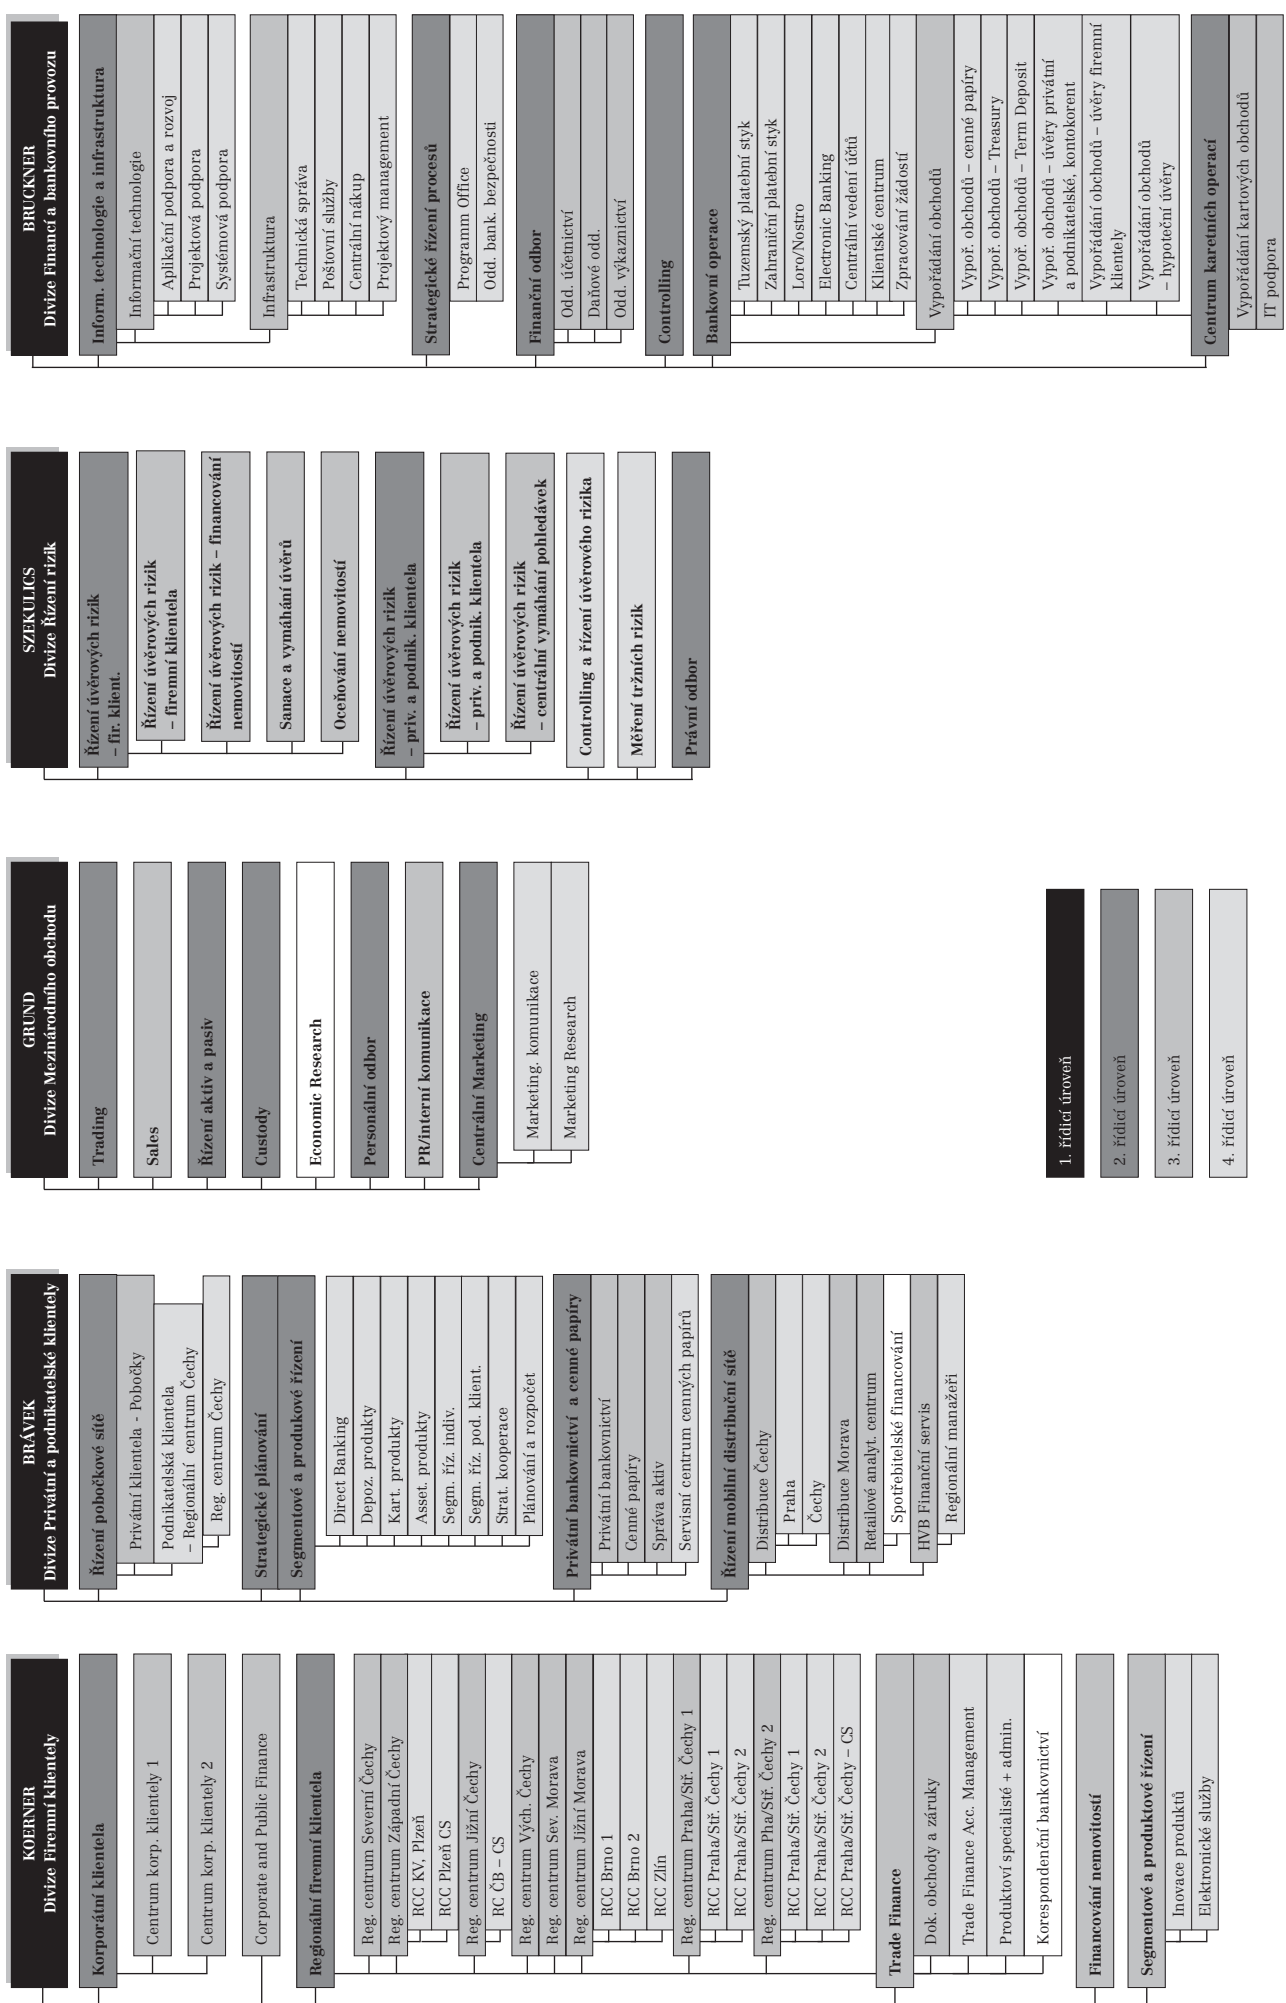 KOERNER
Divize Firemní klientely
Korporátní klientela
Centrum korp. klientely 1
Centrum korp. klientely 2
Corporate and Public Finance
Regionální firemní klientela
Reg. centrum Severní Čechy
Reg. centrum Západní Čechy
RCC KV, Plzeň
RCC Plzeň CS
Reg. centrum Jižní Čechy
RC ČB – CS
Reg. centrum Vých. Čechy
Reg. centrum Sev. Morava
Reg. centrum Jižní Morava
RCC Brno 1
RCC Brno 2
RCC Zlín
Reg. centrum Praha/Stř. Čechy 1
RCC Praha/Stř. Čechy 1
RCC Praha/Stř. Čechy 2
Reg. centrum Pha/Stř. Čechy 2
RCC Praha/Stř. Čechy 1
RCC Praha/Stř. Čechy 2
RCC Praha/Stř. Čechy – CS
Trade Finance
Dok. obchody a záruky
Trade Finance Acc. Management
Produktoví specialisté + admin.
Korespondenční bankovnictví
Financování nemovitostí
Segmentové a produktové řízení
Inovace produktů
Elektronické služby
BRÁVEK
Divize Privátní a podnikatelské klientely
Řízení pobočkové sítě
Privátní klientela - Pobočky
Podnikatelská klientela
– Regionální centrum Čechy
Reg. centrum Čechy
Strategické plánování
Segmentové a produkové řízení
Direct Banking
Depoz. produkty
Kart. produkty
Asset. produkty
Segm. říz. indiv.
Segm. říz. pod. klient.
Strat. kooperace
Plánování a rozpočet
Privátní bankovnictví a cenné papíry
Privátní bankovnictví
Cenné papíry
Správa aktiv
Servisní centrum cenných papírů
Řízení mobilní distribuční sítě
Distribuce Čechy
Praha
Čechy
Distribuce Morava
Retailové analyt. centrum
Spotřebitelské financování
HVB Finanční servis
Regionální manažeři
GRUND
Divize Mezinárodního obchodu
Trading
Sales
Řízení aktiv a pasiv
Custody
Economic Research
Personální odbor
PR/interní komunikace
Centrální Marketing
Marketing. komunikace
Marketing Research
1. řídicí úroveň
2. řídicí úroveň
3. řídicí úroveň
4. řídicí úroveň
SZEKULICS
Divize Řízení rizik
Řízení úvěrových rizik
– fir. klient.
Řízení úvěrových rizik
– firemní klientela
Řízení úvěrových rizik – financování
nemovitostí
Sanace a vymáhání úvěrů
Oceňování nemovitostí
Řízení úvěrových rizik
– priv. a podnik. klientela
Řízení úvěrových rizik
– priv. a podnik. klientela
Řízení úvěrových rizik
– centrální vymáhání pohledávek
Controlling a řízení úvěrového rizika
Měření tržních rizik
Právní odbor
BRUCKNER
Divize Financí a bankovního provozu
Inform. technologie a infrastruktura
Informační technologie
Aplikační podpora a rozvoj
Projektová podpora
Systémová podpora
Infrastruktura
Technická správa
Poštovní služby
Centrální nákup
Projektový management
Strategické řízení procesů
Programm Office
Odd. bank. bezpečnosti
Finanční odbor
Odd. účetnictví
Daňové odd.
Odd. výkaznictví
Controlling
Bankovní operace
Tuzemský platební styk
Zahraniční platební styk
Loro/Nostro
Electronic Banking
Centrální vedení účtů
Klientské centrum
Zpracování žádostí
Vypořádání obchodů
Vypoř. obchodů – cenné papíry
Vypoř. obchodů – Treasury
Vypoř. obchodů – Term Deposit
Vypoř. obchodů – úvěry privátní
a podnikatelské, kontokorent
Vypořádání obchodů – úvěry firemní
klientely
Vypořádání obchodů
– hypoteční úvěry
Centrum karetních operací
Vypořádání kartových obchodů
IT podpora